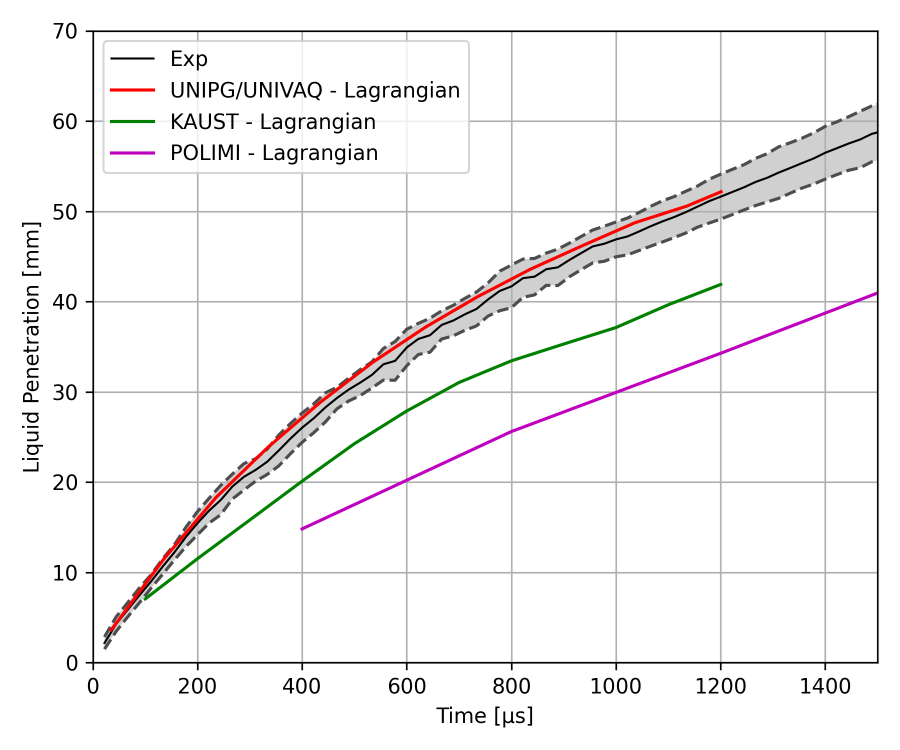 70
60
50
40
30
20
10
0
Liquid Penetration [mm]
Exp
UNIPG/UNIVAQ - Lagrangian
KAUST - Lagrangian
POLIMI - Lagrangian
0 200 400 600 800 1000 1200 1400
Time [μs]